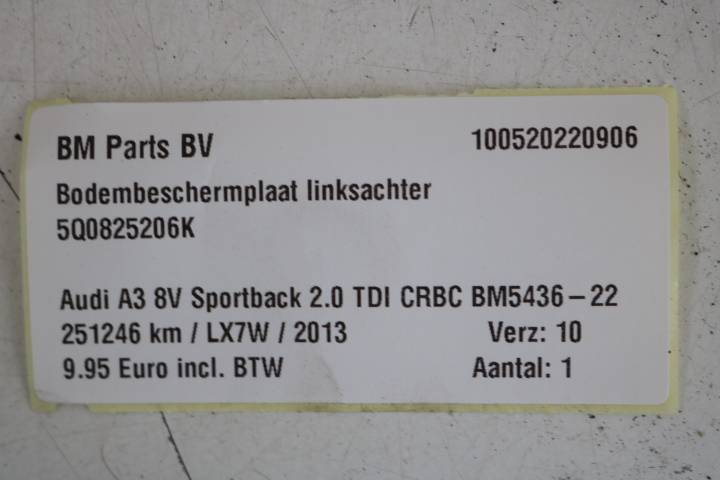 BM Parts BV 100520220906
Bodembeschermplaat linksachter
5Q0825206K
Audi A3 8V Sportback 2.0 TDI CRBC BM5436 – 22
251246 km / LX7W / 2013 Verz: 10
9.95 Euro incl. BTW Aantal: 1